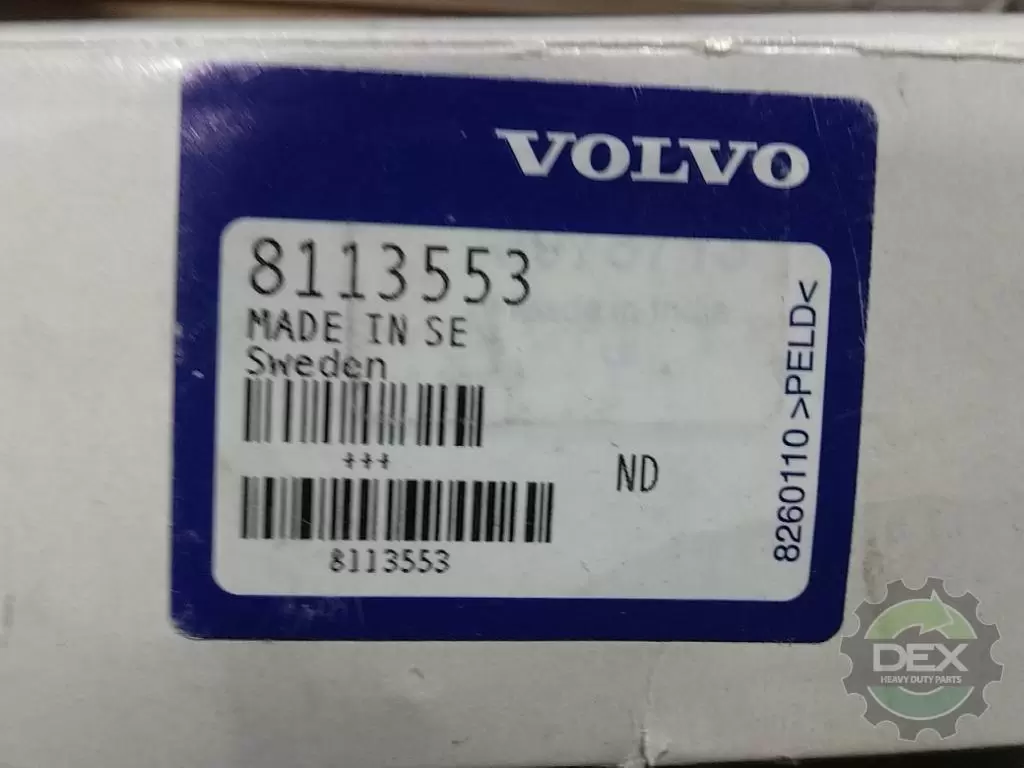 VOLVO
8113553
MADE IN SE
Sweden
+++
ND
8113553
8260110 >PELD<
DEX
HEAVY DUTY PARTS